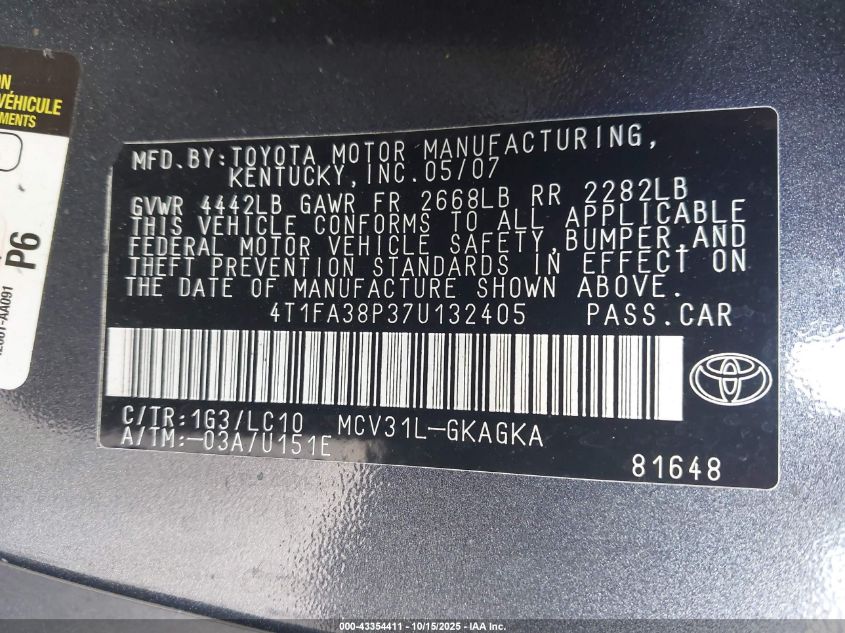 ON
VÉHICULE
MENTS
P6
MFD.BY:TOYOTA MOTOR MANUFACTURING,
KENTUCKY,INC.05/07
GVWR 4442LB GAWR FR 2668LB RR 2282LB
THIS VEHICLE CONFORMS TO ALL APPLICABLE
FEDERAL MOTOR VEHICLE SAFETY,BUMPER,AND
THEFT PREVENTION STANDARDS IN EFFECT ON
THE DATE OF MANUFACTURE SHOWN ABOVE.
4T1FA38P37U132405 PASS.CAR
C/TR:1G3/LC10 MCV31L-GKAGKA
A/TM:-03A/U151E
81648
000-43354411 - 10/15/2025 - IAA Inc.